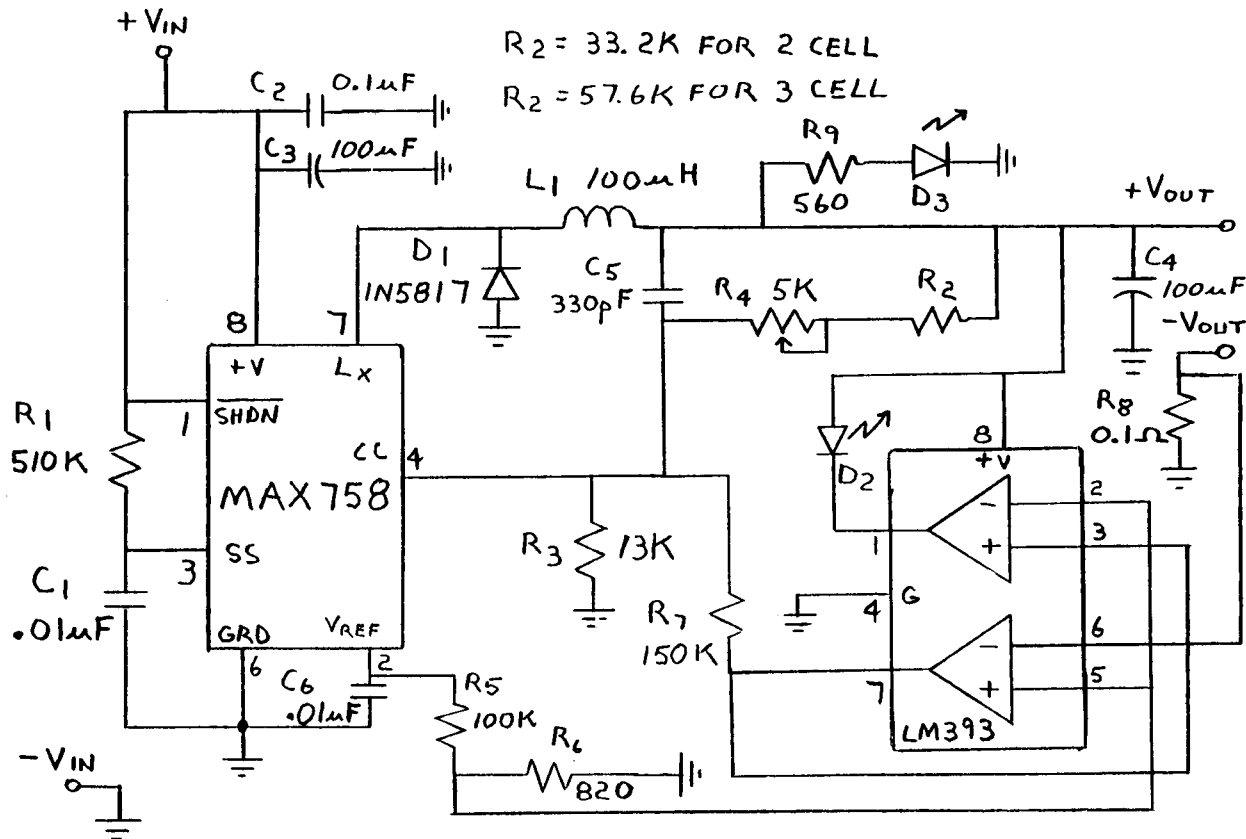 + VIN
R2 = 33.2K FOR 2 CELL
R2 = 57.6K FOR 3 CELL
C2 0.1uF
C3 100uF
R9
560
D3
L1 100uH
+VOUT
D1
1N5817
C5
330pF
R4 5K
R2
C4
100uF
-VOUT
8
7
+V
LX
R1
510K
1
SHDN
CC
4
MAX758
R8
0.1Ω
D2
8
+V
-
2
+
3
1
SS
3
R3
13K
C1
.01uF
4
G
GRD
VREF
6
2
R7
150K
-
6
+
5
7
LM393
C6
.01uF
R5
100K
R6
820
-VIN